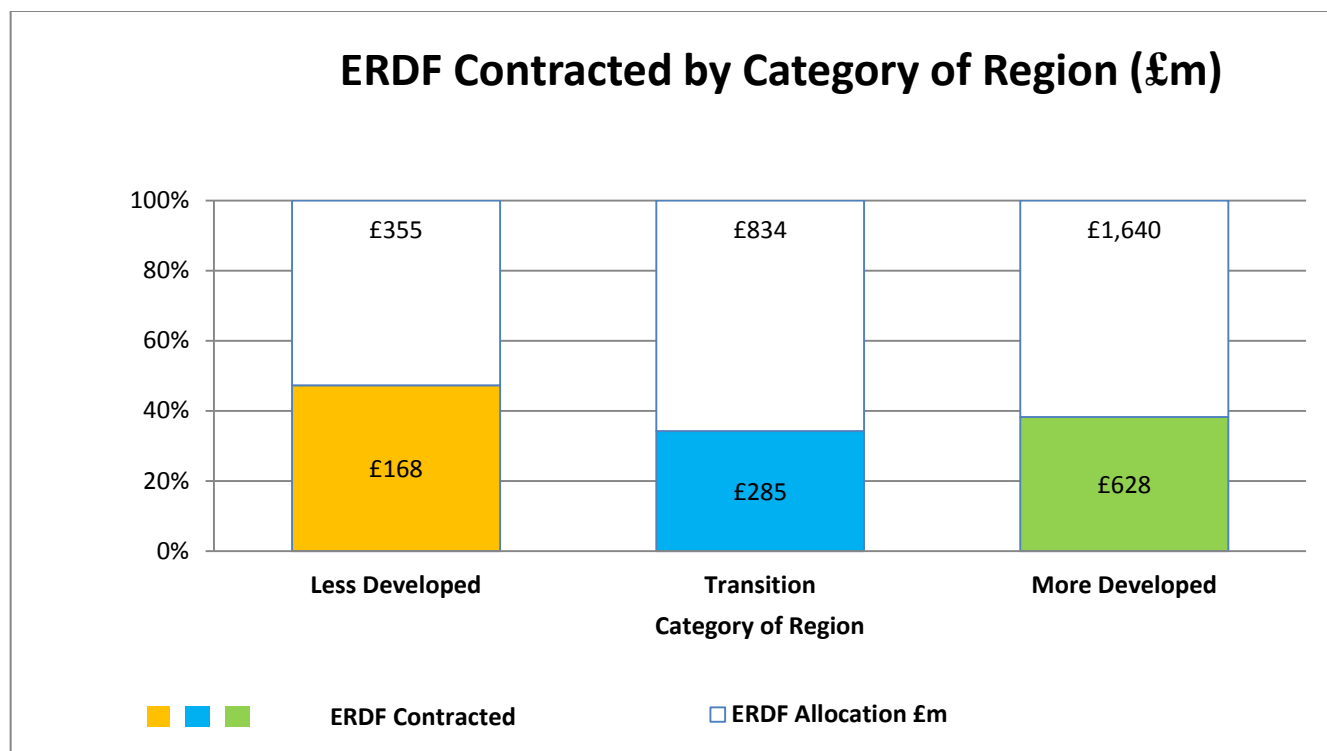 ERDF Contracted by Category of Region (£m)
100%
80%
60%
40%
20%
0%
£355
£834
£1,640
£168
£285
£628
Less Developed
Transition
More Developed
Category of Region
ERDF Contracted
ERDF Allocation £m